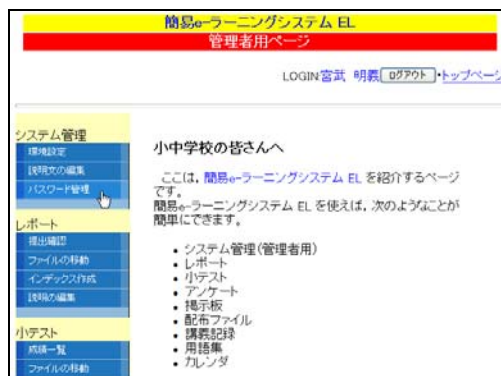 簡易e-ラーニングシステム EL
管理者用ページ
LOGIN:宮武 明義 ログアウト・トップページ
システム管理
環境設定
説明文の編集
パスワード管理
レポート
提出確認
ファイルの移動
インデックス作成
説明の編集
小テスト
成績一覧
ファイルの移動
小中学校の皆さんへ
ここは, 簡易e-ラーニングシステム EL を紹介するページ
です。
簡易e-ラーニングシステム EL を使えば、次のようなことが
簡単にできます。
• システム管理(管理者用)
• レポート
• 小テスト
• アンケート
• 掲示板
• 配布ファイル
• 講義記録
• 用語集
• カレンダ